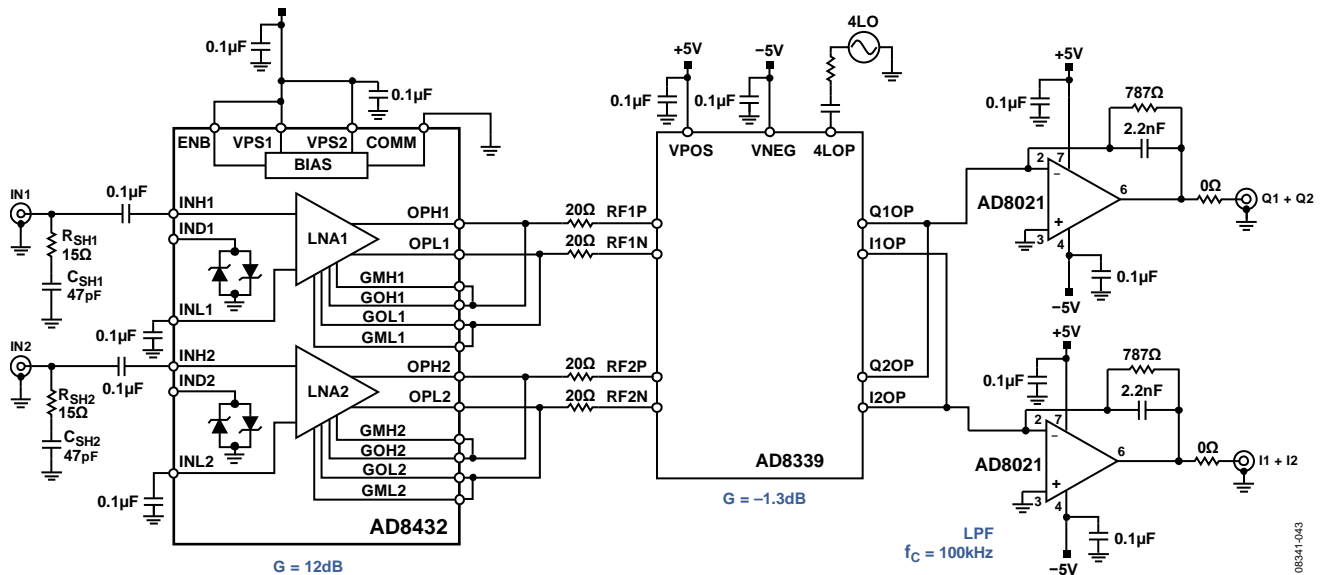 4LO
0.1µF
0.1µF
+5V
−5V
0.1µF
0.1µF
ENB
VPS1
VPS2
COMM
BIAS
VPOS
VNEG
4LOP
+5V
0.1µF
787Ω
2.2nF
2
7
−
AD8021
6
+
3
4
0Ω
Q1 + Q2
0.1µF
−5V
IN1
0.1µF
INH1
IND1
RSH1
15Ω
CSH1
47pF
INL1
0.1µF
LNA1
OPH1
OPL1
GMH1
GOH1
GOL1
GML1
20Ω
RF1P
20Ω
RF1N
Q1OP
I1OP
IN2
0.1µF
INH2
IND2
RSH2
15Ω
CSH2
47pF
INL2
0.1µF
LNA2
OPH2
OPL2
GMH2
GOH2
GOL2
GML2
20Ω
RF2P
20Ω
RF2N
Q2OP
I2OP
+5V
0.1µF
787Ω
2.2nF
2
7
−
AD8021
6
+
3
4
0Ω
I1 + I2
0.1µF
−5V
AD8432
G = 12dB
AD8339
G = −1.3dB
LPF
fC = 100kHz
08341-043